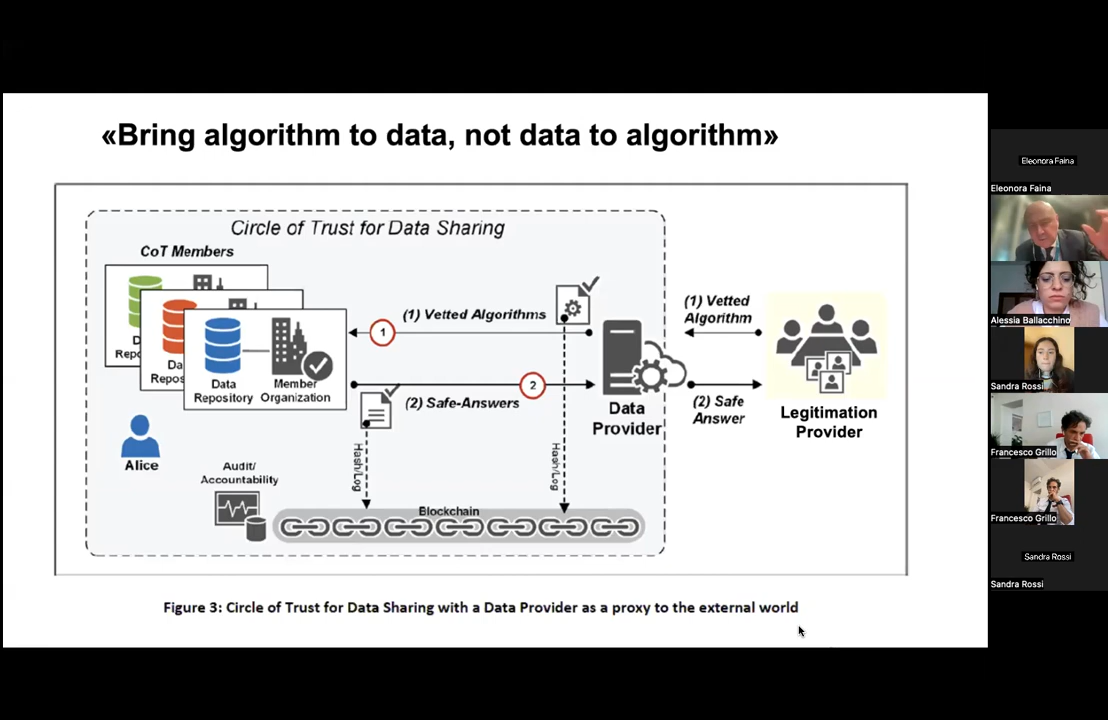 «Bring algorithm to data, not data to algorithm»
Circle of Trust for Data Sharing
CoT Members
Data
Repository
Member
Organization
(1) Vetted Algorithms
(2) Safe-Answers
1
2
Hash/Log
Hash/Log
Alice
Audit/
Accountability
Blockchain
Data
Provider
(1) Vetted
Algorithm
(2) Safe
Answer
Legitimation
Provider
Figure 3: Circle of Trust for Data Sharing with a Data Provider as a proxy to the external world
Eleonora Faina
Eleonora Faina
Alessia Ballacchino
Sandra Rossi
Francesco Grillo
Francesco Grillo
Sandra Rossi
Sandra Rossi